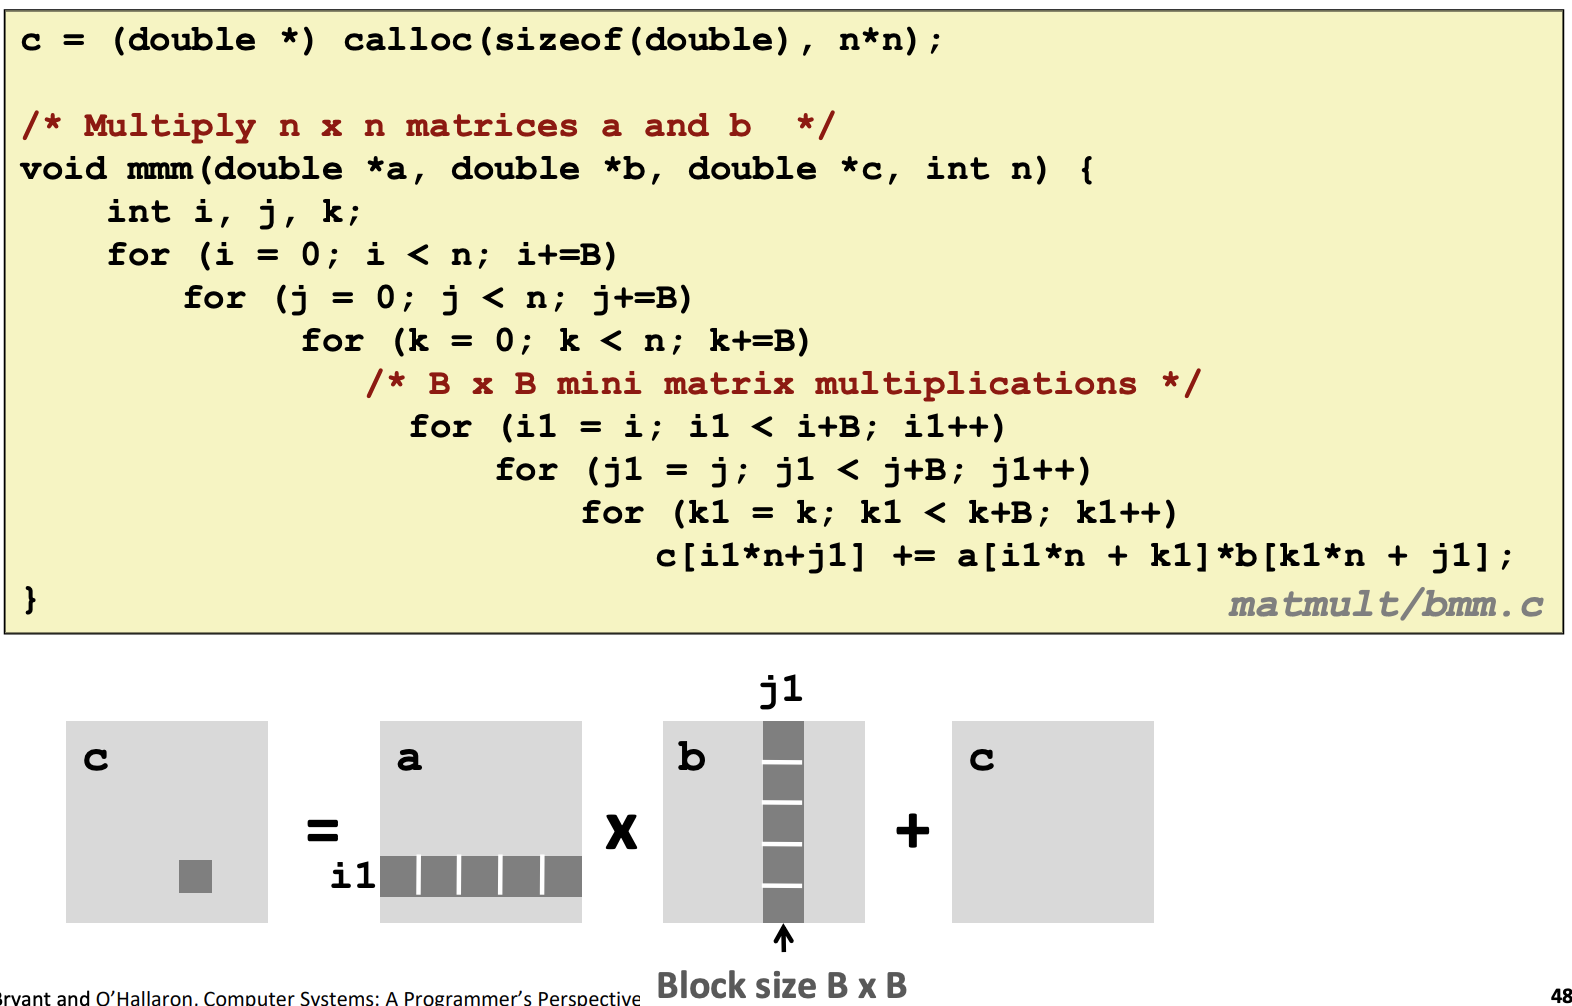 c = (double *) calloc(sizeof(double), n*n);
/* Multiply n x n matrices a and b  */
void mmm(double *a, double *b, double *c, int n) {
    int i, j, k;
    for (i = 0; i < n; i+=B)
        for (j = 0; j < n; j+=B)
            for (k = 0; k < n; k+=B)
                /* B x B mini matrix multiplications */
                for (i1 = i; i1 < i+B; i1++)
                    for (j1 = j; j1 < j+B; j1++)
                        for (k1 = k; k1 < k+B; k1++)
                            c[i1*n+j1] += a[i1*n + k1]*b[k1*n + j1];
}
matmult/bmm.c
j1
c
a
b
c
=
x
+
i1
Block size B x B
Bryant and O'Hallaron, Computer Systems: A Programmer's Perspective
48